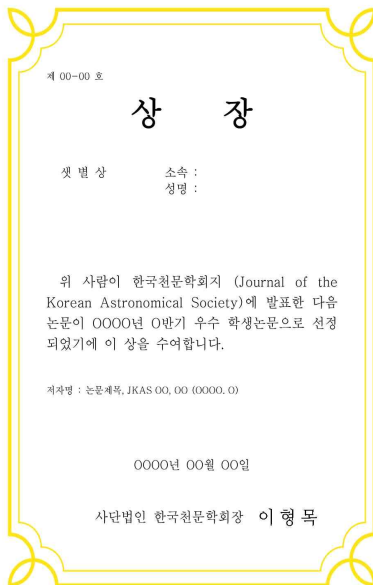 제 00-00 호
상 장
샛별상 소속 :
성명 :
위 사람이 한국천문학회지 (Journal of the
Korean Astronomical Society)에 발표한 다음
논문이 OOOO년 O반기 우수 학생논문으로 선정
되었기에 이 상을 수여합니다.
저자명 : 논문제목, JKAS OO, OO (OOOO. O)
OOOO년 OO월 OO일
사단법인 한국천문학회장 이 형 목